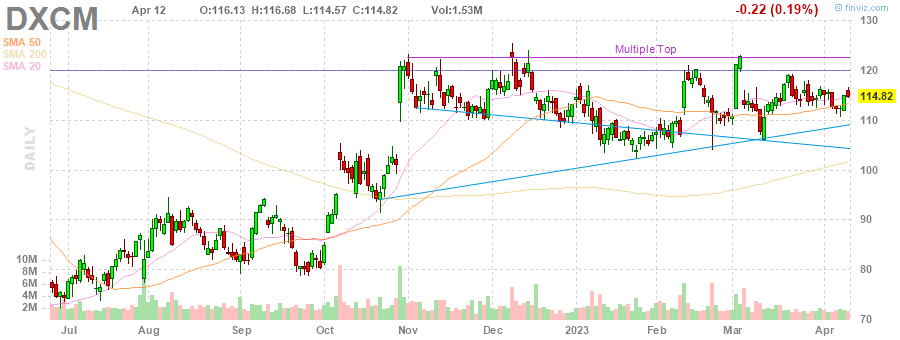 DXCM Apr 12 O:116.13 H:116.68 L:114.57 C:114.82 Vol:1.53M -0.22 (0.19%) finviz.com
SMA 50
SMA 200
SMA 20
Multiple Top
DAILY
130
120
114.82
110
100
90
80
70
10M
8M
6M
4M
2M
Jul Aug Sep Oct Nov Dec 2023 Feb Mar Apr